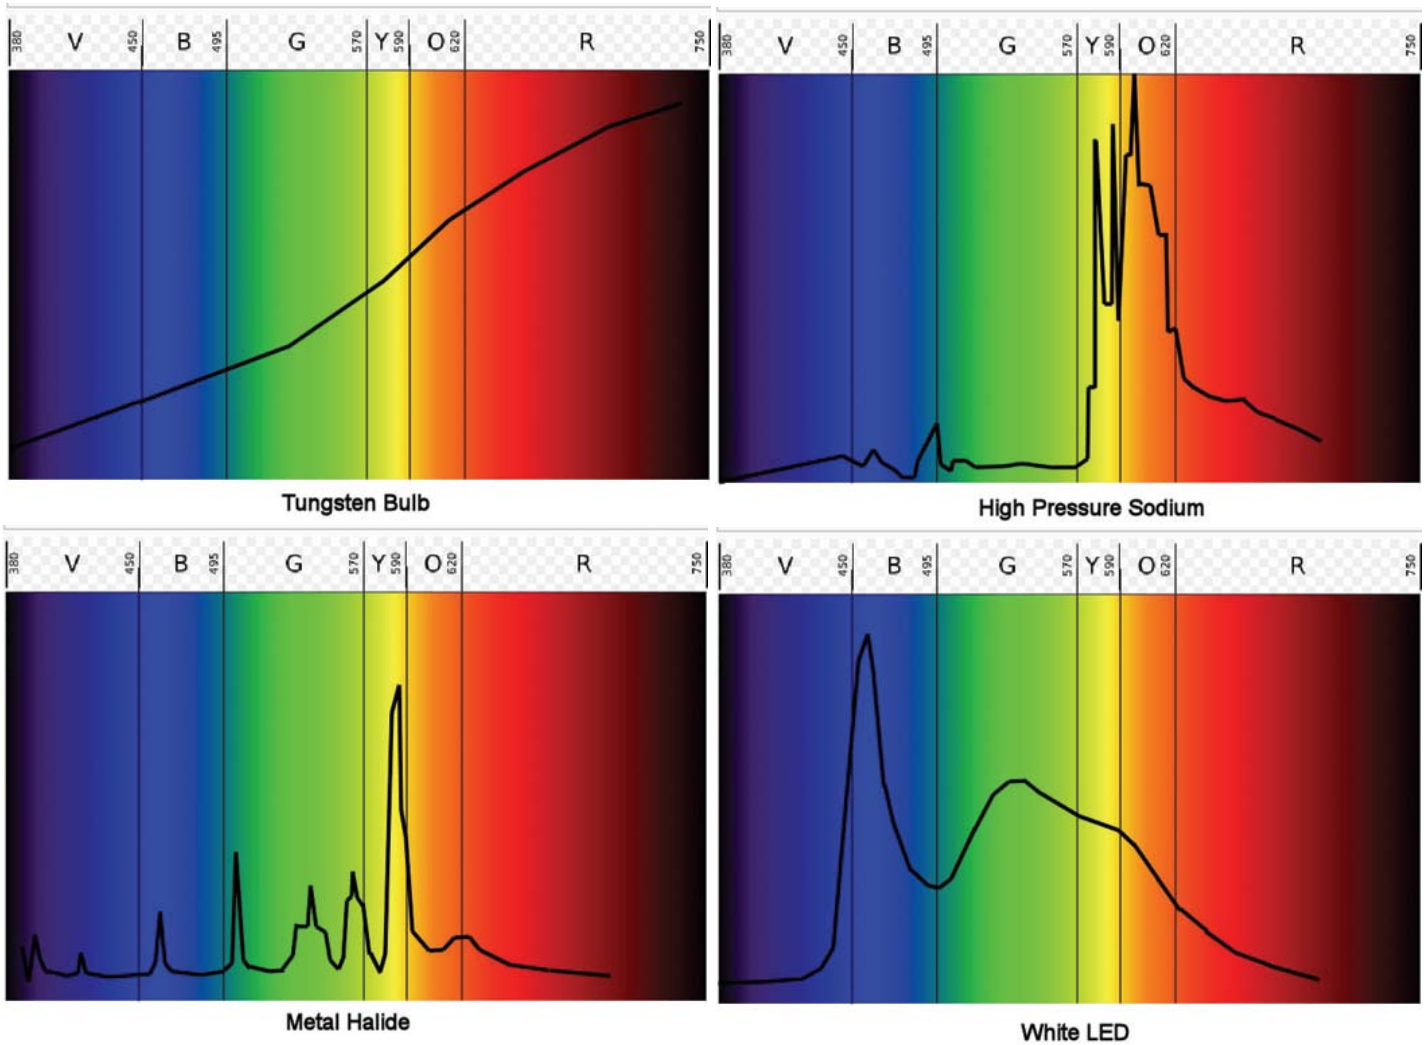 380 V 450 B 495 G 570 Y 590 O 620 R 750
380 V 450 B 495 G 570 Y 590 O 620 R 750
Tungsten Bulb
High Pressure Sodium
380 V 450 B 495 G 570 Y 590 O 620 R 750
380 V 450 B 495 G 570 Y 590 O 620 R 750
Metal Halide
White LED